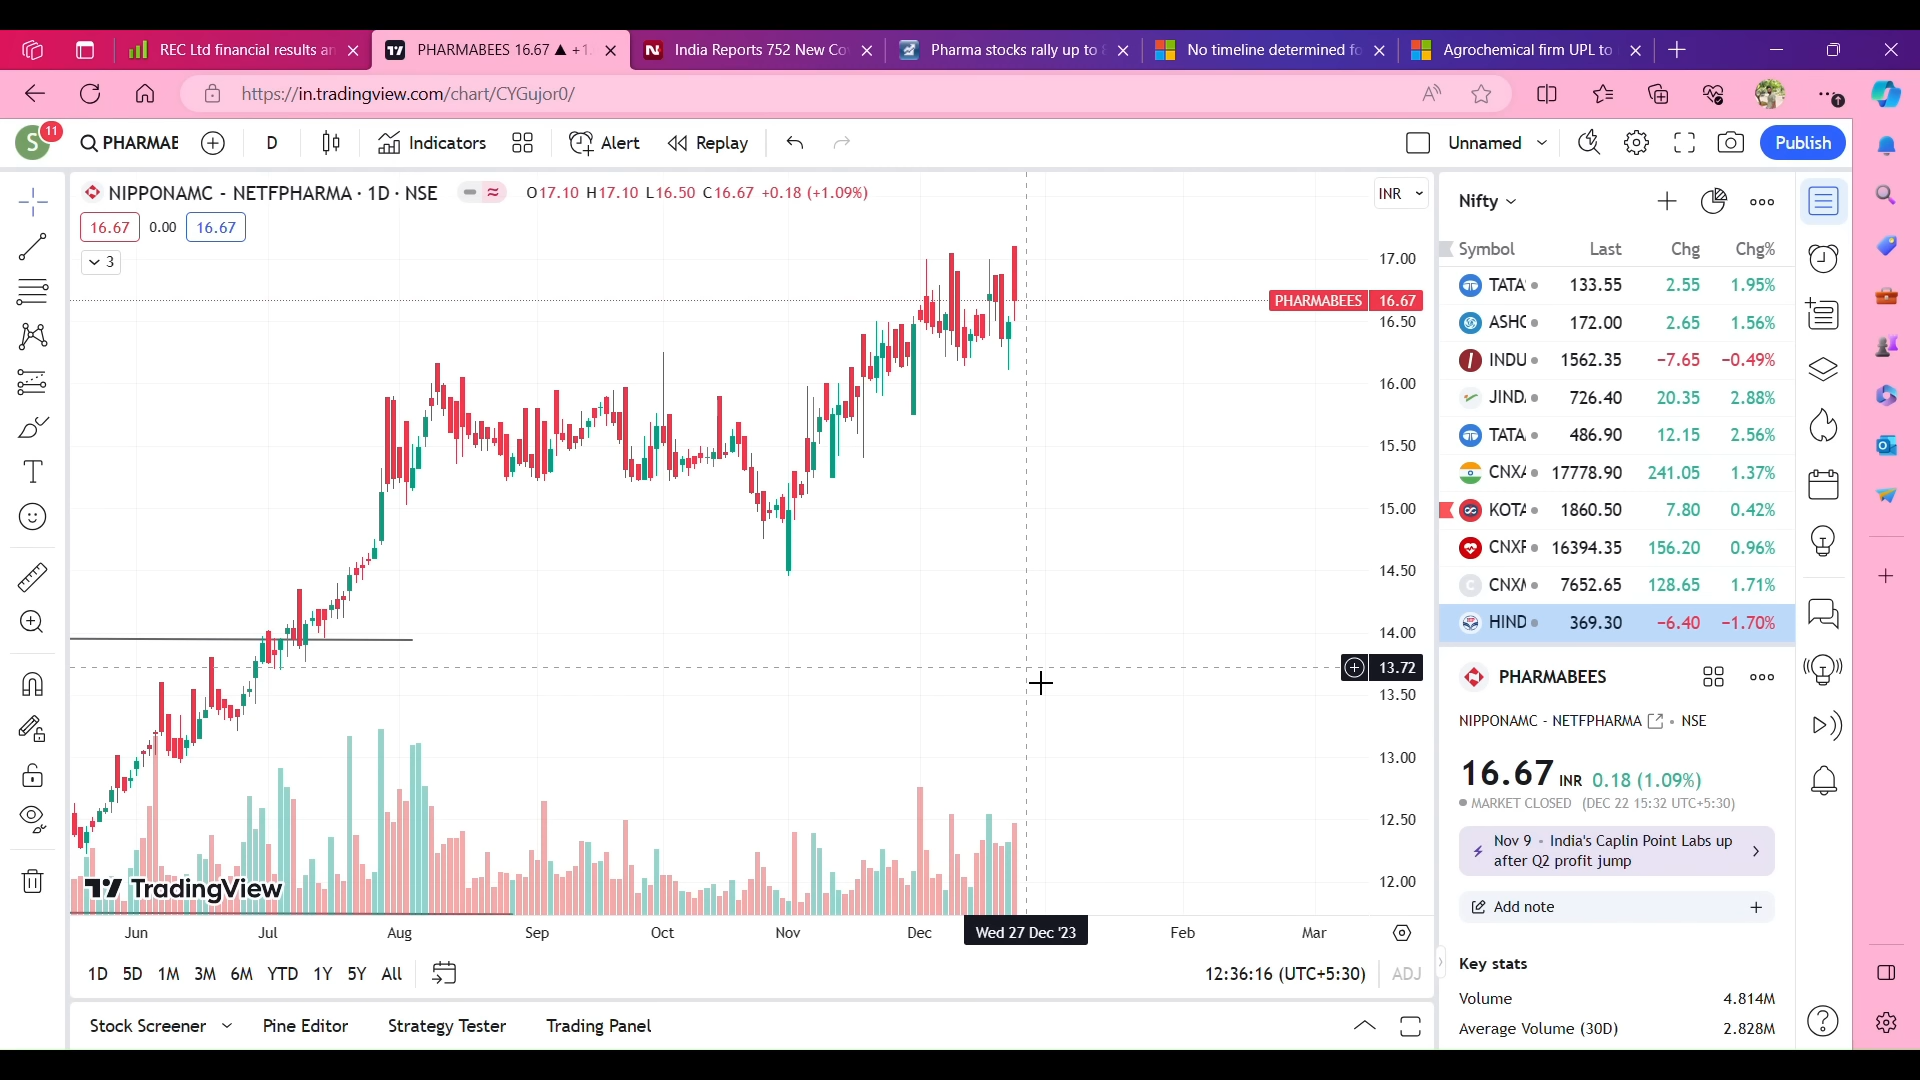 REC Ltd financial results an
PHARMABEES 16.67 ▲ +1.
India Reports 752 New Co
Pharma stocks rally up to 8
No timeline determined fo
Agrochemical firm UPL to
https://in.tradingview.com/chart/CYGujor0/
S 11 PHARMAE D Indicators Alert Replay Unnamed Publish
NIPPONAMC - NETFPHARMA · 1D · NSE O17.10 H17.10 L16.50 C16.67 +0.18 (+1.09%)
INR
16.67 0.00 16.67
3
17.00
PHARMABEES 16.67
16.50
16.00
15.50
15.00
14.50
14.00
13.72
13.50
13.00
12.50
12.00
TradingView
Jun Jul Aug Sep Oct Nov Dec Wed 27 Dec '23 Feb Mar
1D 5D 1M 3M 6M YTD 1Y 5Y All 12:36:16 (UTC+5:30) ADJ
Stock Screener Pine Editor Strategy Tester Trading Panel
Nifty
Symbol Last Chg Chg%
TATA 133.55 2.55 1.95%
ASHC 172.00 2.65 1.56%
INDU 1562.35 −7.65 −0.49%
JIND 726.40 20.35 2.88%
TATA 486.90 12.15 2.56%
CNXA 17778.90 241.05 1.37%
KOTA 1860.50 7.80 0.42%
CNXF 16394.35 156.20 0.96%
CNXM 7652.65 128.65 1.71%
HIND 369.30 −6.40 −1.70%
PHARMABEES
NIPPONAMC - NETFPHARMA · NSE
16.67 INR 0.18 (1.09%)
MARKET CLOSED (DEC 22 15:32 UTC+5:30)
Nov 9 · India's Caplin Point Labs up
after Q2 profit jump
Add note
Key stats
Volume 4.814M
Average Volume (30D) 2.828M